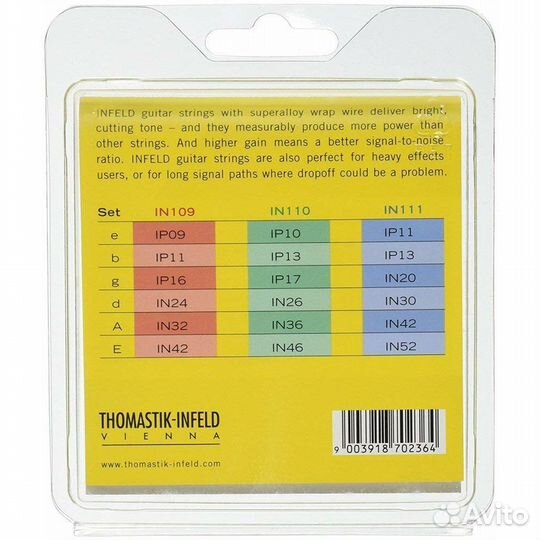 INFELD guitar strings with superalloy wrap wire deliver bright,
cutting tone – and they measurably produce more power than
other strings. And higher gain means a better signal-to-noise
ratio. INFELD guitar strings are also perfect for heavy effects
users, or for long signal paths where dropoff could be a problem.
Set IN109 IN110 IN111
e IP09 IP10 IP11
b IP11 IP13 IP13
g IP16 IP17 IN20
d IN24 IN26 IN30
A IN32 IN36 IN42
E IN42 IN46 IN52
THOMASTIK-INFELD
VIENNA
www.thomastik-infeld.com
9 003918 702364
Avito